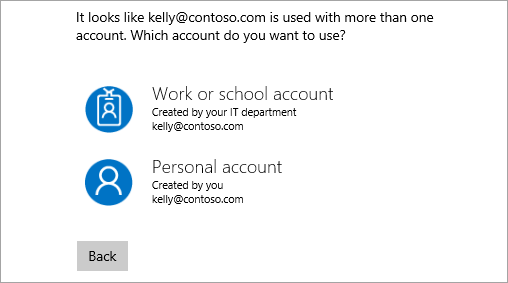 It looks like kelly@contoso.com is used with more than one
account. Which account do you want to use?
Work or school account
Created by your IT department
kelly@contoso.com
Personal account
Created by you
kelly@contoso.com
Back